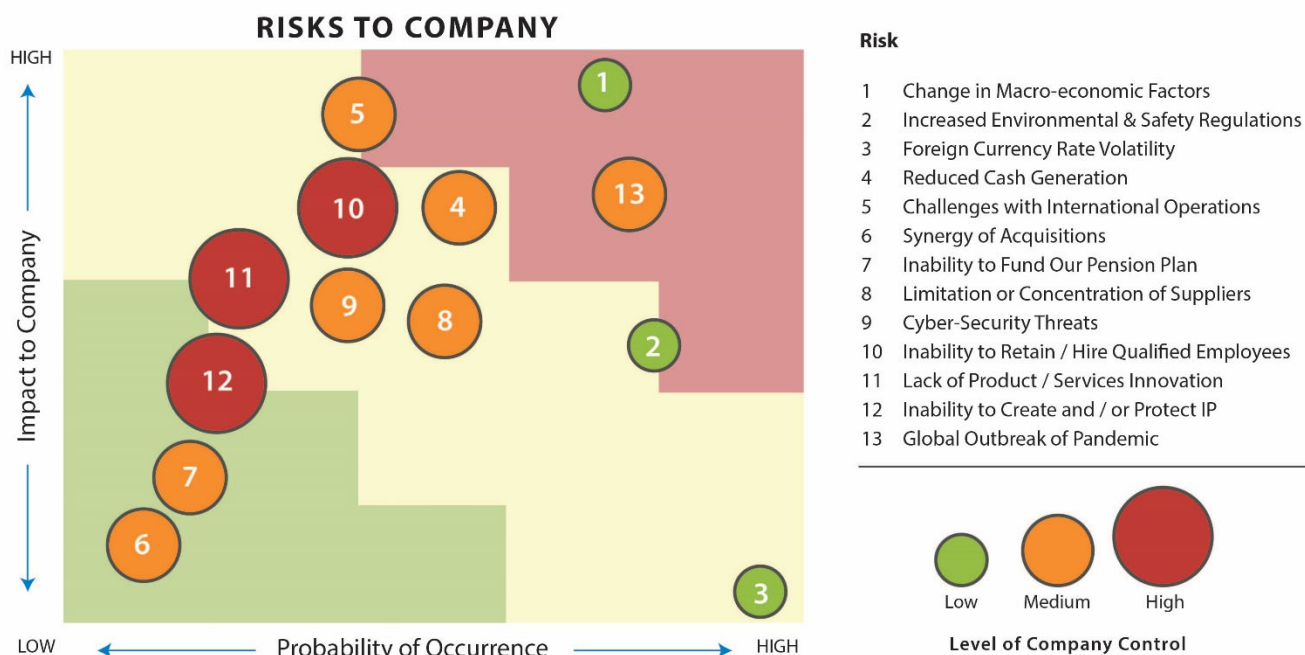 RISKS TO COMPANY
HIGH
Impact to Company
LOW
Probability of Occurrence
HIGH
1
5
13
10
4
11
9
8
2
12
7
6
3
Risk
1 Change in Macro-economic Factors
2 Increased Environmental & Safety Regulations
3 Foreign Currency Rate Volatility
4 Reduced Cash Generation
5 Challenges with International Operations
6 Synergy of Acquisitions
7 Inability to Fund Our Pension Plan
8 Limitation or Concentration of Suppliers
9 Cyber-Security Threats
10 Inability to Retain / Hire Qualified Employees
11 Lack of Product / Services Innovation
12 Inability to Create and / or Protect IP
13 Global Outbreak of Pandemic
Low Medium High
Level of Company Control